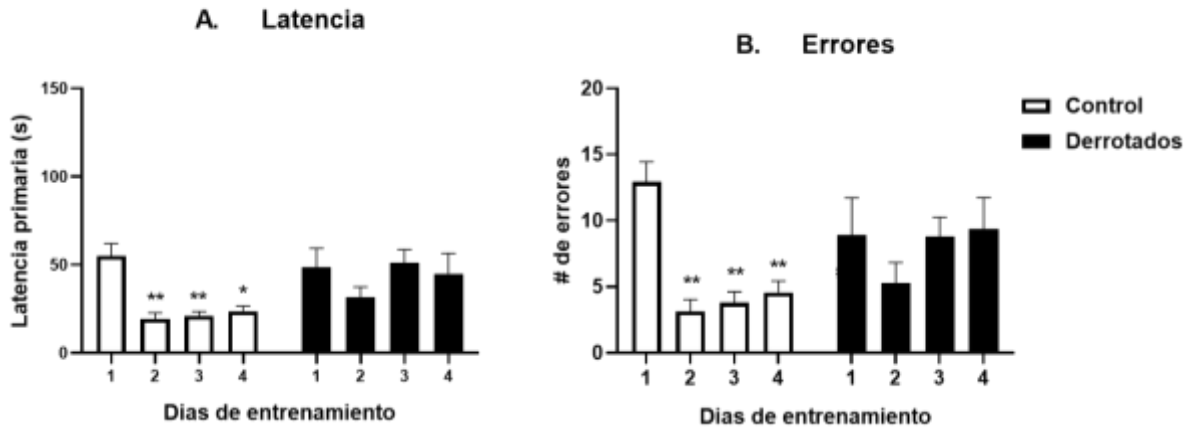 A. Latencia
150
100
50
0
Latencia primaria (s)
** ** *
1 2 3 4 1 2 3 4
Dias de entrenamiento
B. Errores
20
15
10
5
0
# de errores
** ** **
1 2 3 4 1 2 3 4
Dias de entrenamiento
Control
Derrotados